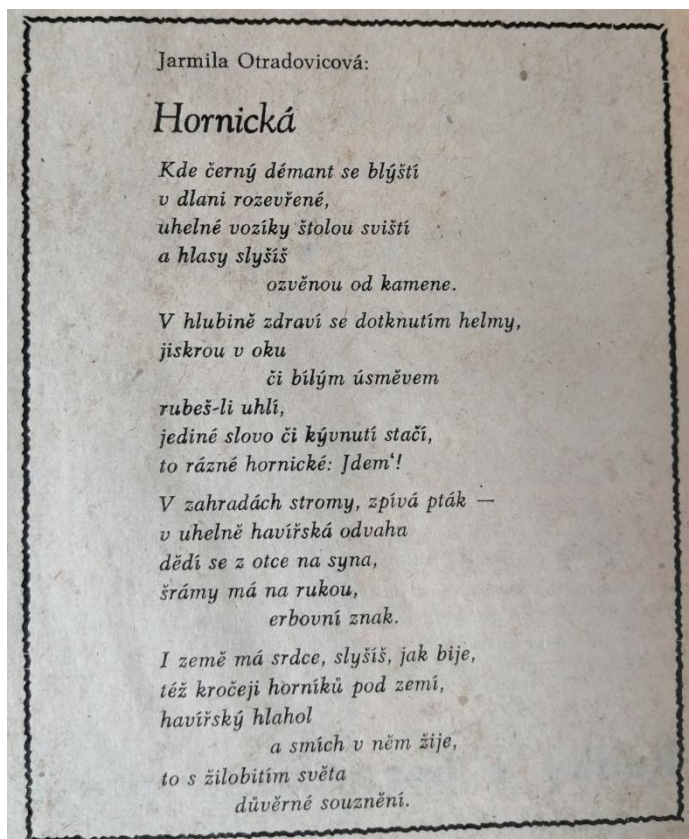 Jarmila Otradovicová:
Hornická
Kde černý démant se blýští
v dlani rozevřené,
uhelné vozíky štolou sviští
a hlasy slyšíš
ozvěnou od kamene.
V hlubině zdraví se dotknutím helmy,
jiskrou v oku
či bílým úsměvem
rubeš-li uhlí,
jediné slovo či kývnutí stačí,
to rázné hornické: Jdem'!
V zahradách stromy, zpívá pták —
v uhelně havířská odvaha
dědí se z otce na syna,
šrámy má na rukou,
erbovní znak.
I země má srdce, slyšíš, jak bije,
též kročeji horníků pod zemí,
havířský hlahol
a smích v něm žije,
to s žilobitím světa
důvěrné souznění.